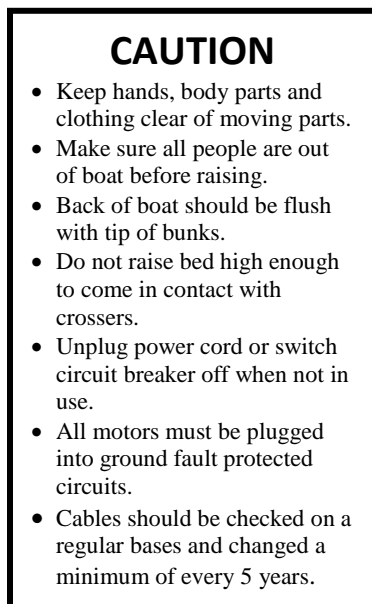 CAUTION
• Keep hands, body parts and
clothing clear of moving parts.
• Make sure all people are out
of boat before raising.
• Back of boat should be flush
with tip of bunks.
• Do not raise bed high enough
to come in contact with
crossers.
• Unplug power cord or switch
circuit breaker off when not in
use.
• All motors must be plugged
into ground fault protected
circuits.
• Cables should be checked on a
regular bases and changed a
minimum of every 5 years.